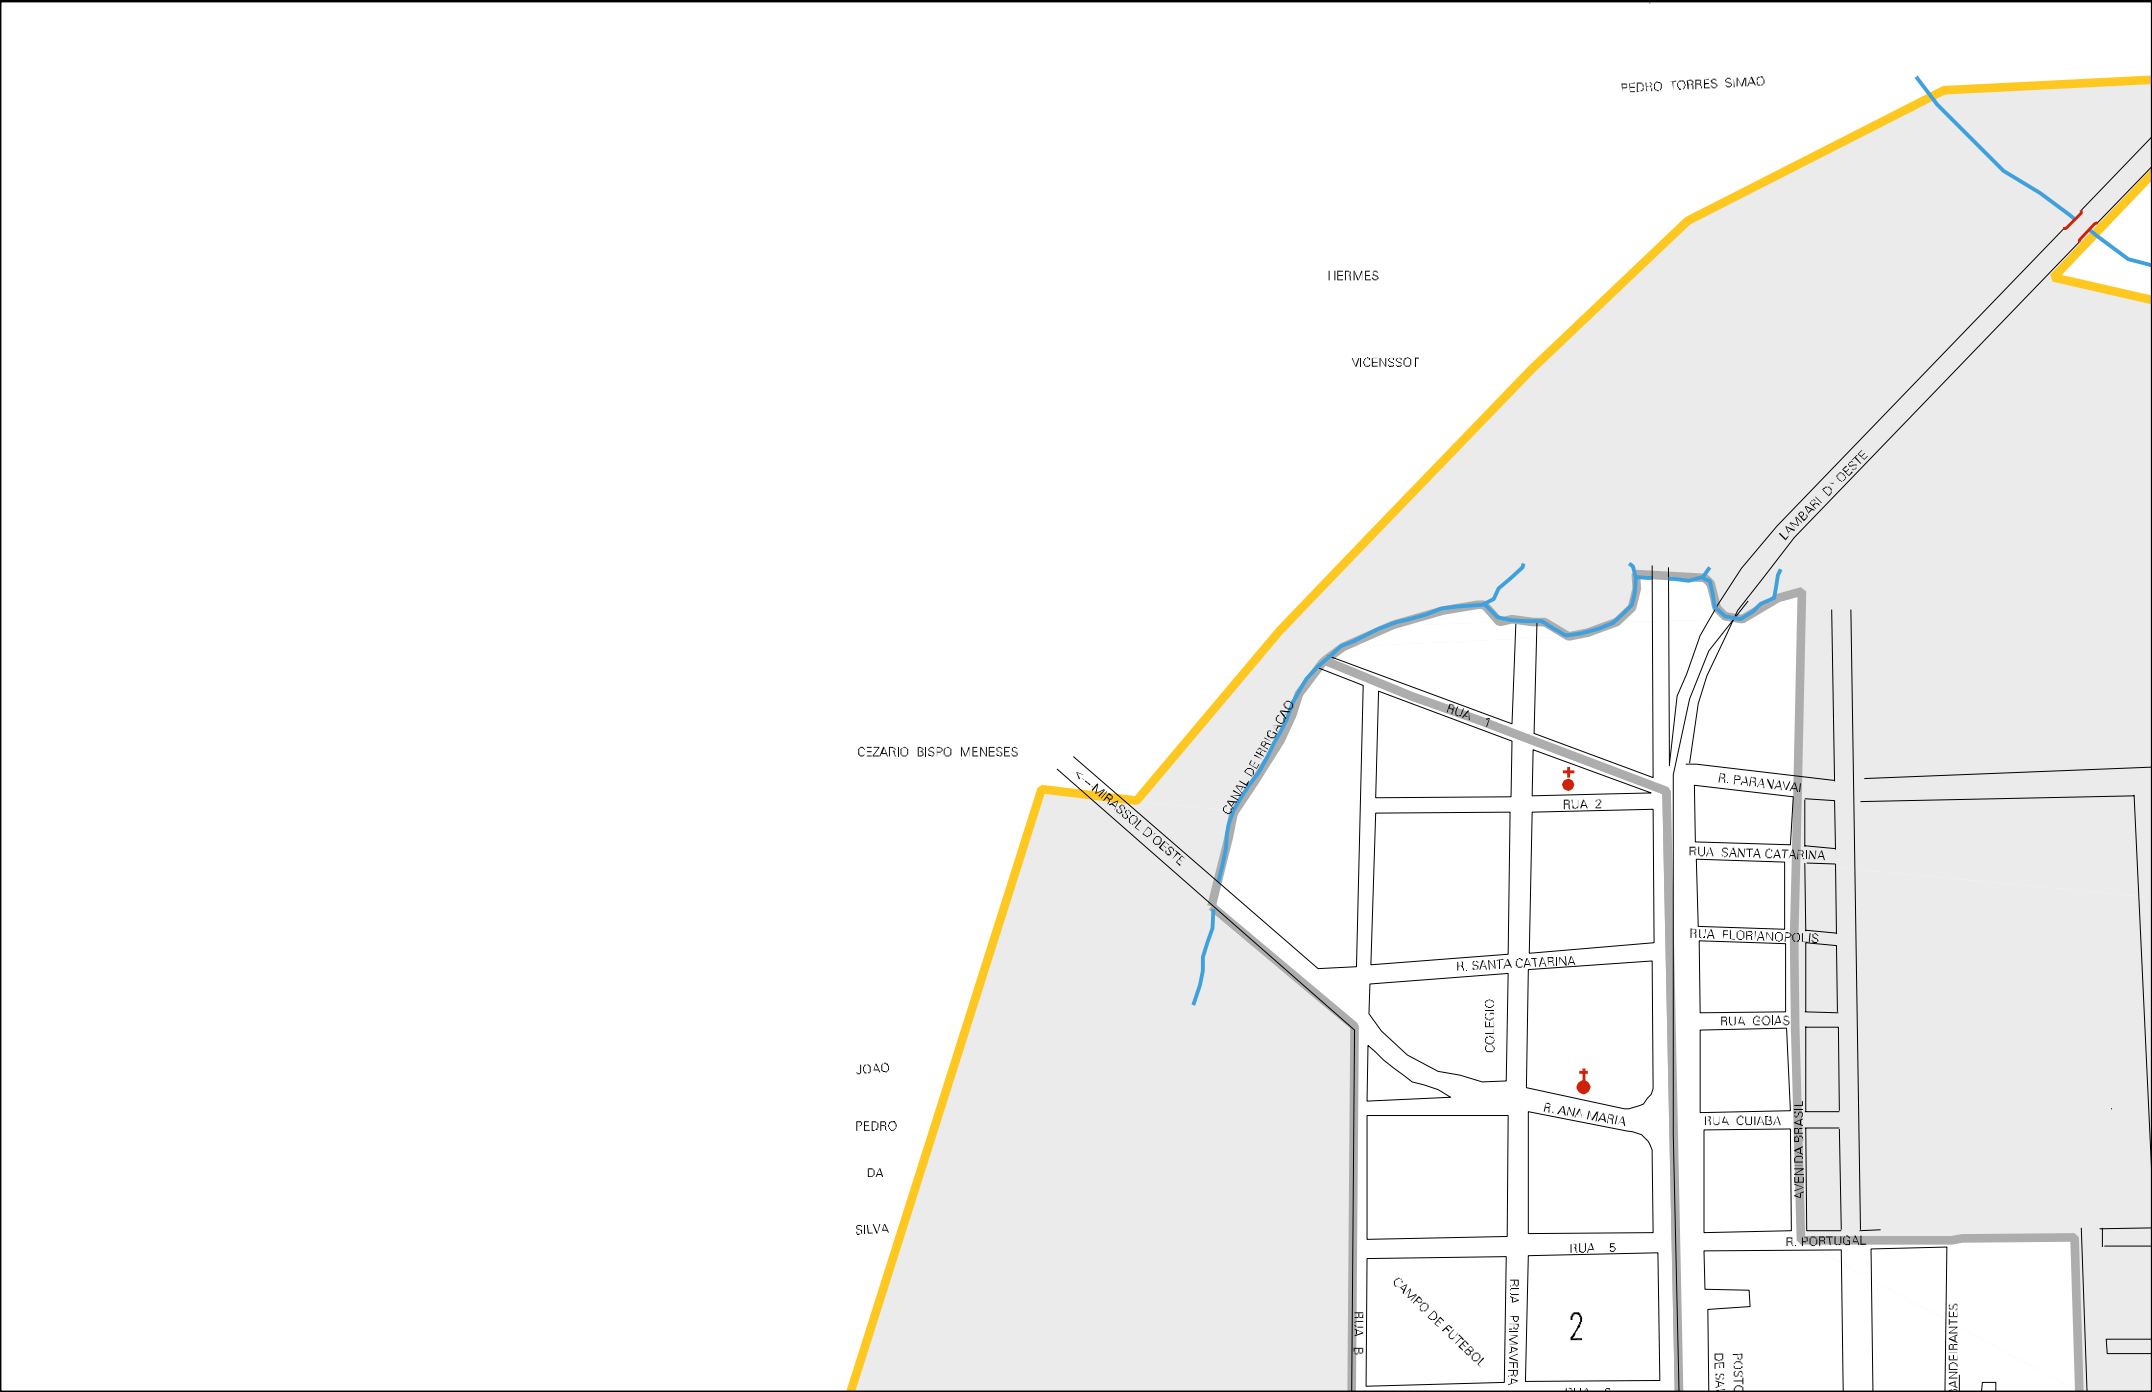 PEDRO TORRES SIMAO
HERMES
VICENSSOT
LAMBARI D' OESTE
CANAL DE IRRIGACAO
RUA 1
CEZARIO BISPO MENESES
<-- MIRASSOL D'OESTE
R. PARANAVAI
RUA 2
RUA SANTA CATARINA
RUA FLORIANOPOLIS
R. SANTA CATARINA
COLEGIO
RUA GOIAS
JOAO
PEDRO
DA
SILVA
R. ANA MARIA
RUA CUIABA
AVENIDA BRASIL
R. PORTUGAL
RUA 5
CAMPO DE FUTEBOL
RUA B
RUA PRIMAVERA
2
POSTO